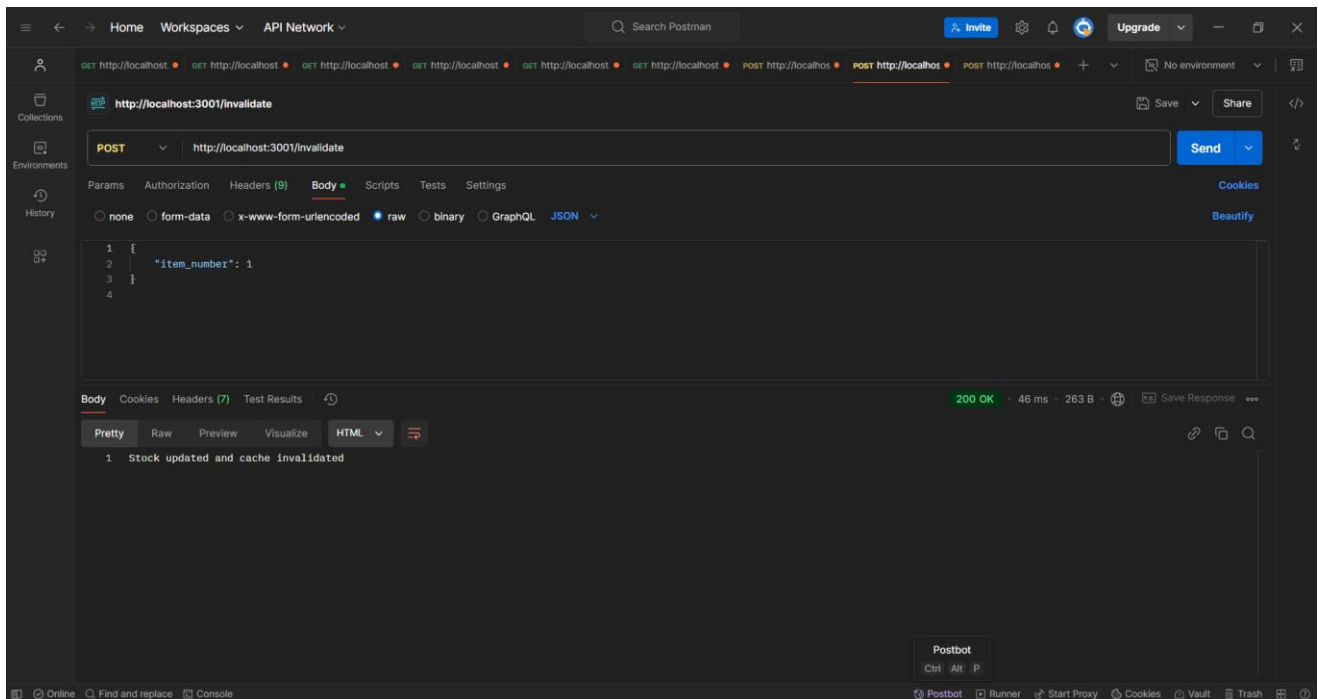 Home Workspaces API Network Search Postman Invite Upgrade
GET http://localhost. GET http://localhost. GET http://localhost. GET http://localhost. GET http://localhost. GET http://localhost. POST http://localhos POST http://localhos POST http://localhos No environment
HTTP http://localhost:3001/invalidate Save Share
Collections
POST http://localhost:3001/invalidate Send
Environments
Params Authorization Headers (9) Body Scripts Tests Settings Cookies
History
none form-data x-www-form-urlencoded raw binary GraphQL JSON Beautify
1 {
2 "item_number": 1
3 }
4
Body Cookies Headers (7) Test Results 200 OK 46 ms 263 B Save Response
Pretty Raw Preview Visualize HTML
1 Stock updated and cache invalidated
Postbot
Ctrl Alt P
Online Find and replace Console Postbot Runner Start Proxy Cookies Vault Trash